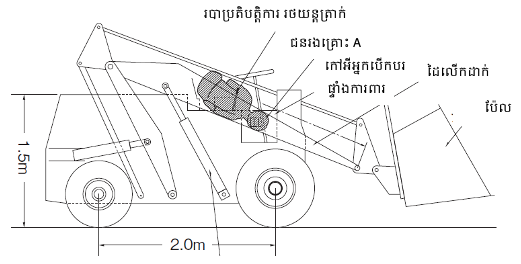 របាប្រតិបត្តិការ រថយន្តត្រាក់
ជនរងគ្រោះ A
កៅអីអ្នកបើកបរ
ផ្ទាំងការពារ
ដៃលើកដាក់
ប៉ែល
1.5m
2.0m